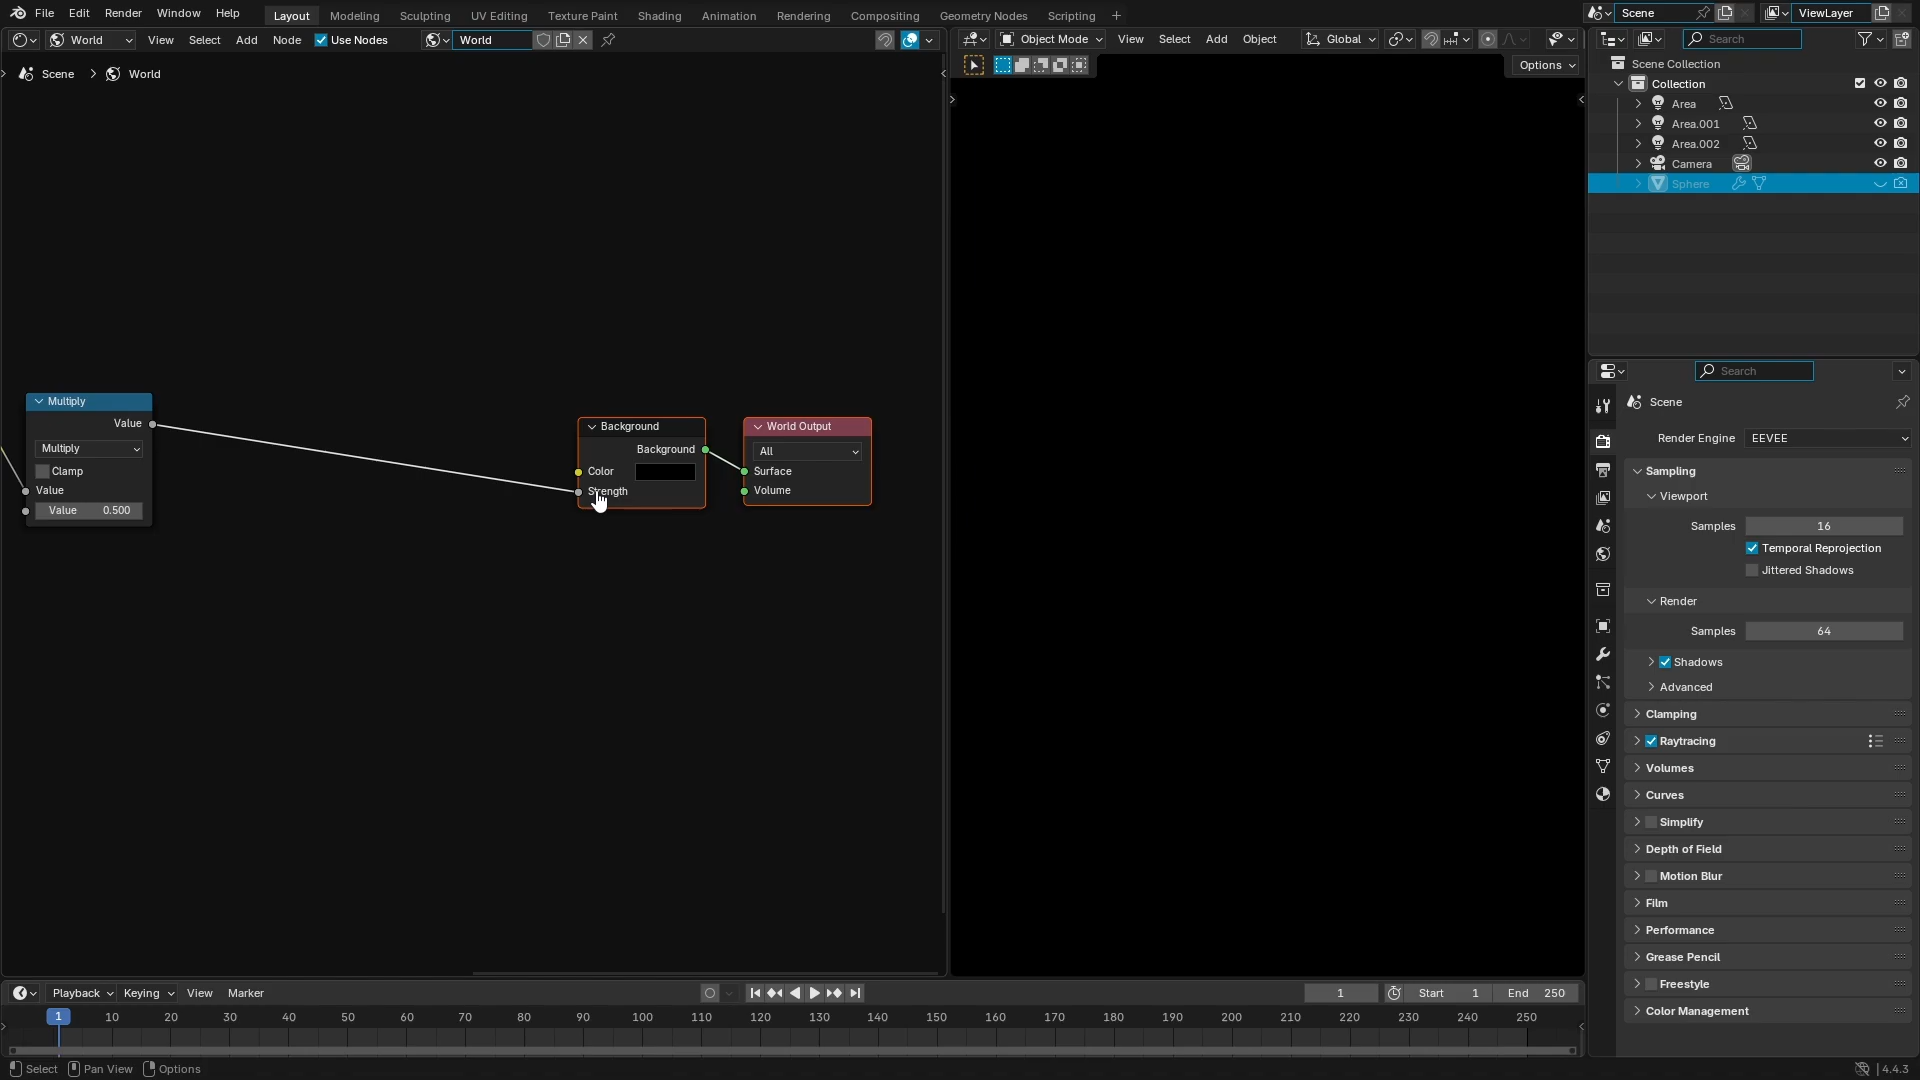 File Edit Render Window Help Layout Modeling Sculpting UV Editing Texture Paint Shading Animation Rendering Compositing Geometry Nodes Scripting + Scene ViewLayer
World View Select Add Node Use Nodes World Object Mode View Select Add Object Global Search
Options
Scene > World
Scene Collection
Collection
Area
Area.001
Area.002
Camera
Sphere
Multiply
Value
Multiply
Clamp
Value
Value 0.500
Background
Background
Color
Strength
World Output
All
Surface
Volume
Search
Scene
Render Engine EEVEE
Sampling
Viewport
Samples 16
Temporal Reprojection
Jittered Shadows
Render
Samples 64
Shadows
Advanced
Clamping
Raytracing
Volumes
Curves
Simplify
Depth of Field
Motion Blur
Film
Performance
Grease Pencil
Freestyle
Color Management
Playback Keying View Marker 1 Start 1 End 250
1 10 20 30 40 50 60 70 80 90 100 110 120 130 140 150 160 170 180 190 200 210 220 230 240 250
Select Pan View Options 4.4.3